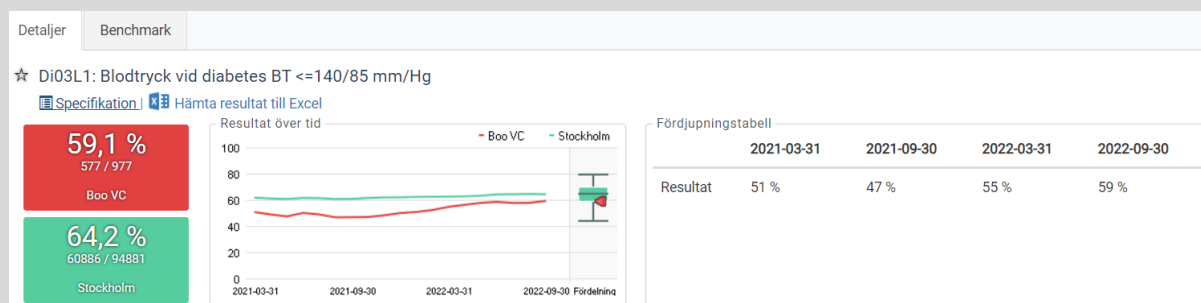 Detaljer Benchmark
☆ Di03L1: Blodtryck vid diabetes BT <=140/85 mm/Hg
Specifikation | Hämta resultat till Excel
59,1 %
577 / 977
Boo VC
64,2 %
60886 / 94881
Stockholm
Resultat över tid
Boo VC Stockholm
100
80
60
40
20
0
2021-03-31 2021-09-30 2022-03-31 2022-09-30 Fördelning
Fördjupningstabell
2021-03-31 2021-09-30 2022-03-31 2022-09-30
Resultat 51 % 47 % 55 % 59 %